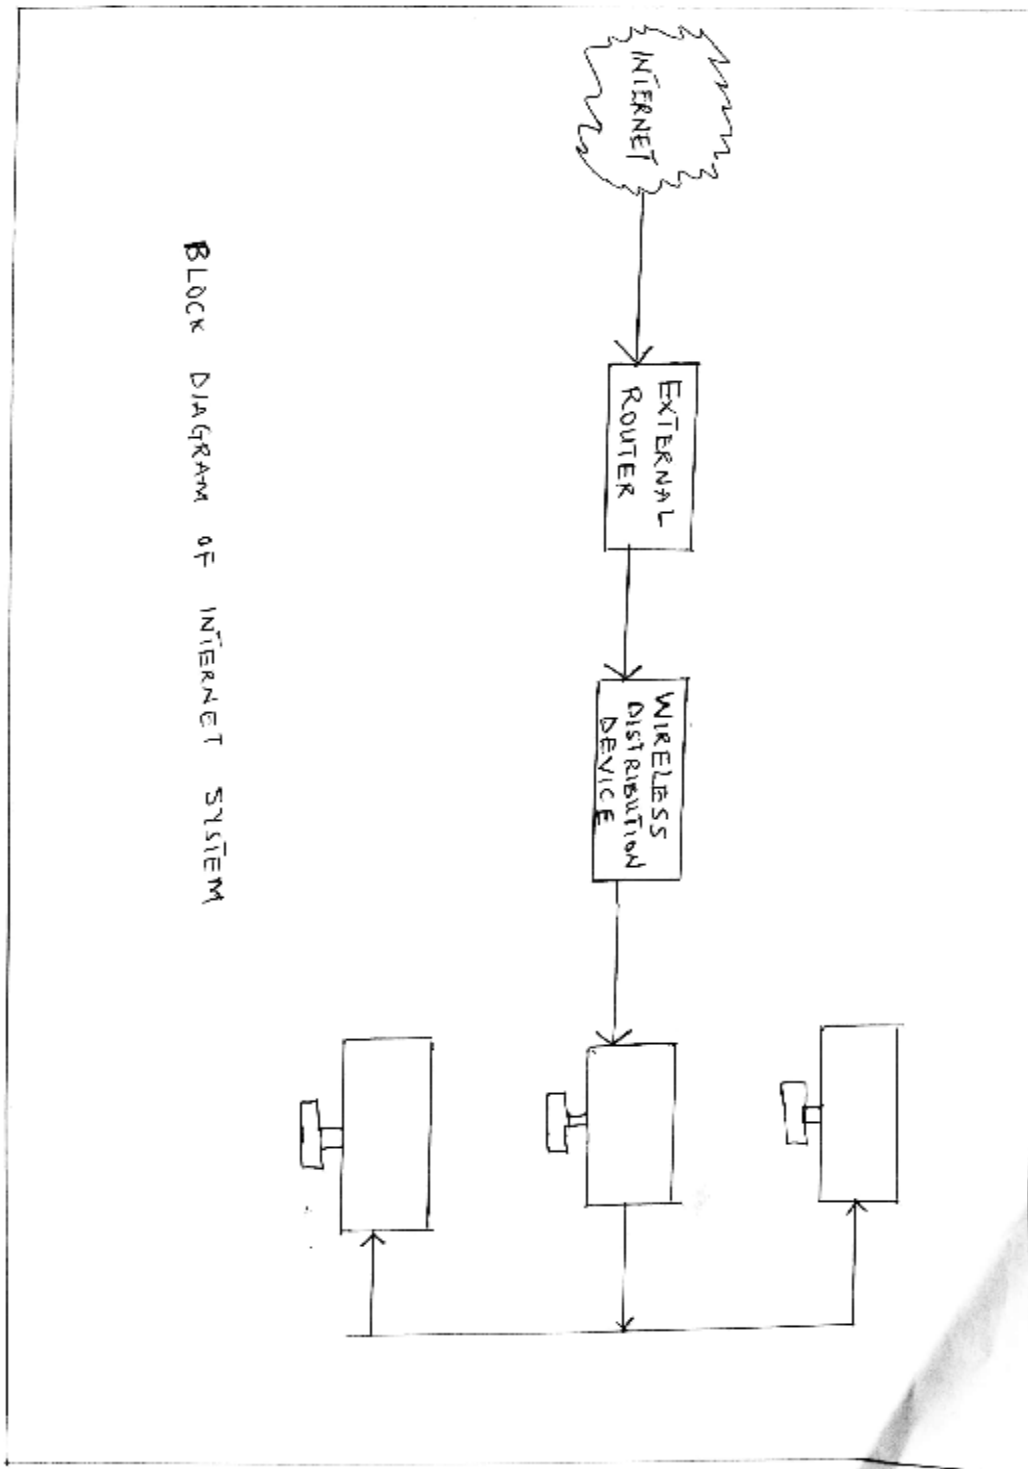 INTERNET
EXTERNAL
ROUTER
WIRELESS
DISTRIBUTION
DEVICE
BLOCK DIAGRAM OF INTERNET SYSTEM